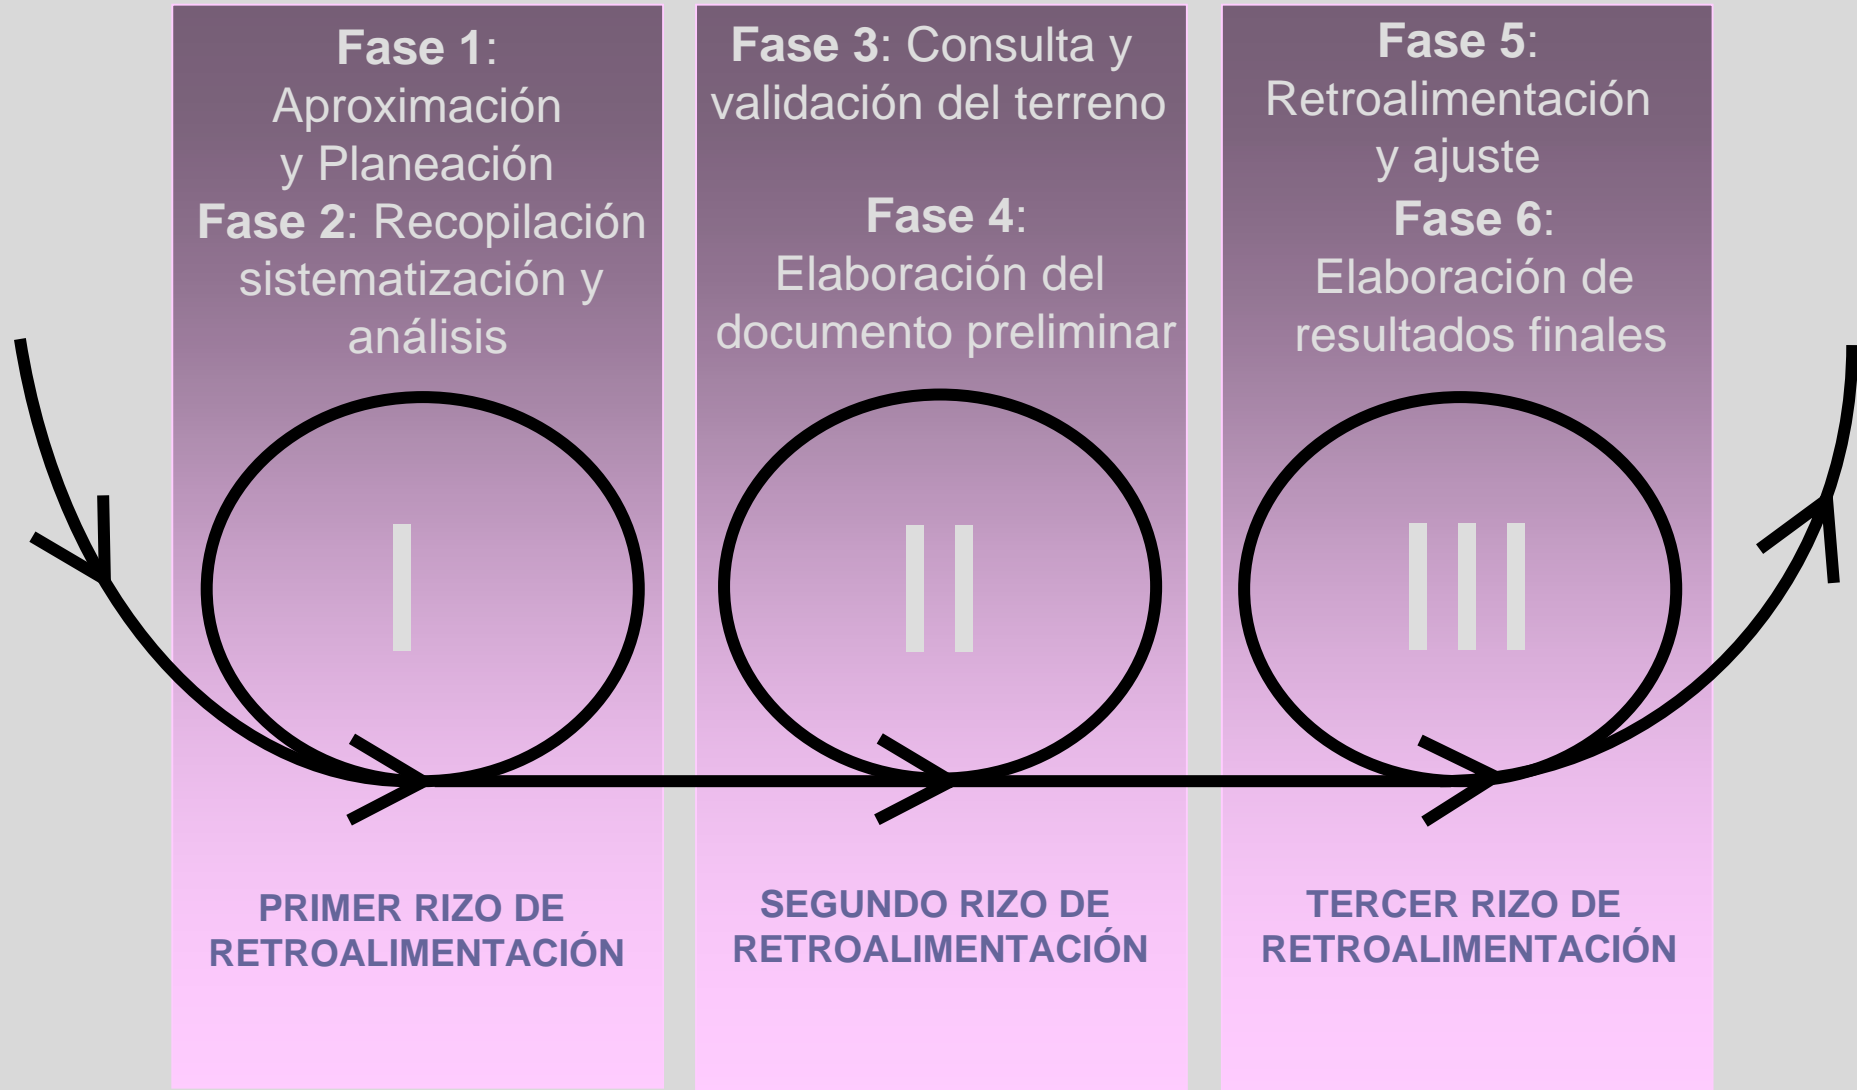 Fase 1:
Aproximación
y Planeación
Fase 2: Recopilación
sistematización y
análisis
I
PRIMER RIZO DE
RETROALIMENTACIÓN
Fase 3: Consulta y
validación del terreno
Fase 4:
Elaboración del
documento preliminar
II
SEGUNDO RIZO DE
RETROALIMENTACIÓN
Fase 5:
Retroalimentación
y ajuste
Fase 6:
Elaboración de
resultados finales
III
TERCER RIZO DE
RETROALIMENTACIÓN